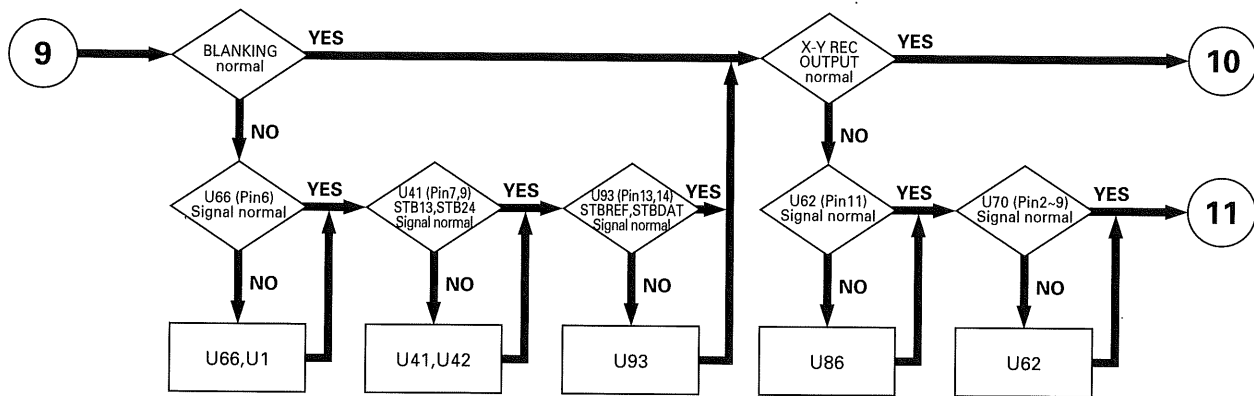 9
BLANKING
normal
YES
NO
X-Y REC
OUTPUT
normal
YES
NO
10
U66 (Pin6)
Signal normal
YES
NO
U41 (Pin7,9)
STB13,STB24
Signal normal
YES
NO
U93 (Pin13,14)
STBREF,STBDAT
Signal normal
YES
NO
U62 (Pin11)
Signal normal
YES
NO
U70 (Pin2~9)
Signal normal
YES
NO
11
U66,U1
U41,U42
U93
U86
U62